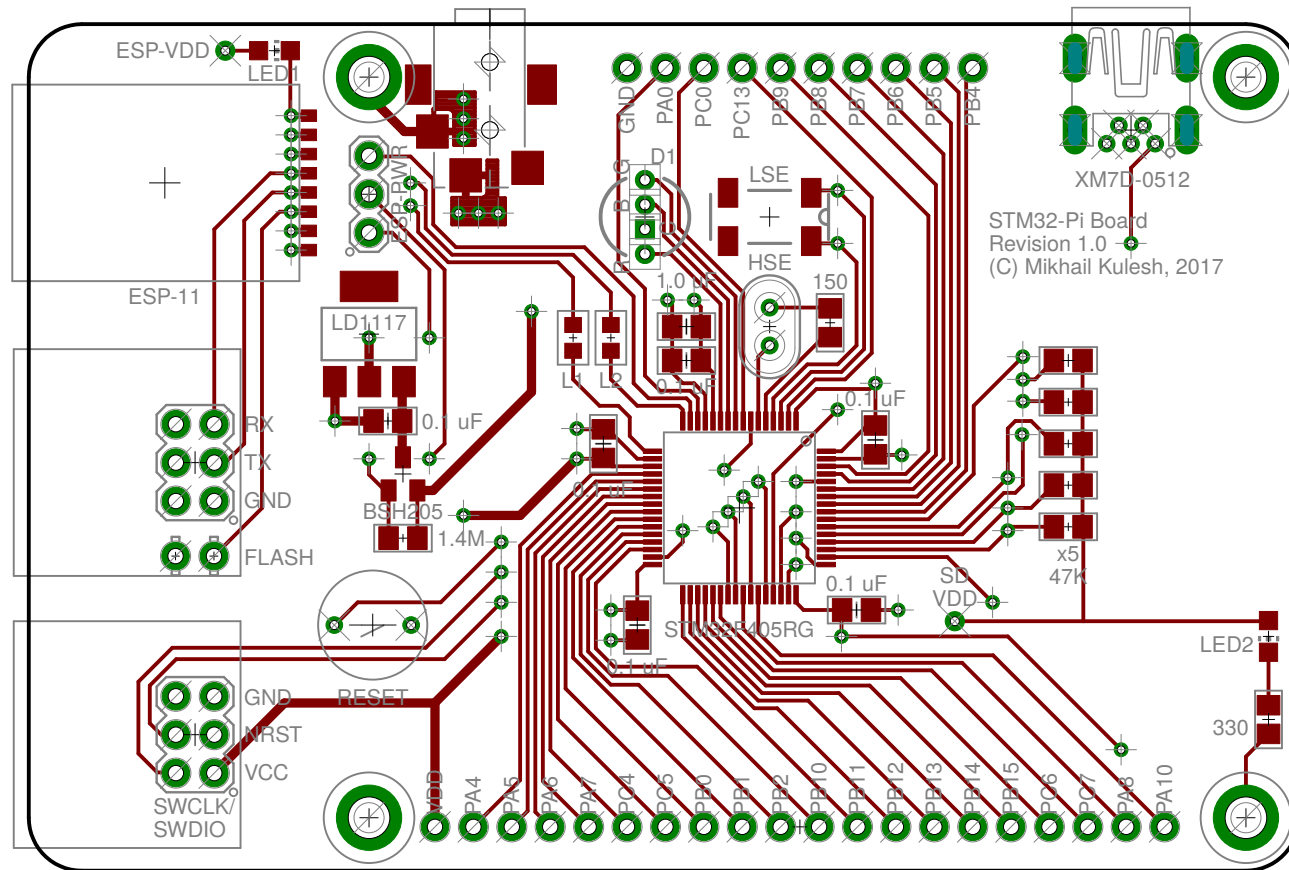 ESP-VDD
LED1
GND
PA0
PC0
PC13
PB9
PB8
PB7
PB6
PB5
PB4
ESP-PWR
D1
G
B
R
LSE
XM7D-0512
STM32-Pi Board
Revision 1.0
(C) Mikhail Kulesh, 2017
ESP-11
HSE
1.0 uF
150
LD1117
L1
0.1 uF
0.1 uF
0.1 uF
RX
TX
GND
FLASH
0.1 uF
BSH205
1.4M
x5
47K
SD
VDD
0.1 uF
STM32F405RG
0.1 uF
LED2
RESET
GND
NRST
VCC
330
SWCLK/
SWDIO
VDD
PA4
PA5
PA6
PA7
PC4
PC5
PB0
PB1
PB2
PB10
PB11
PB12
PB13
PB14
PB15
PC6
PC7
PA8
PA10